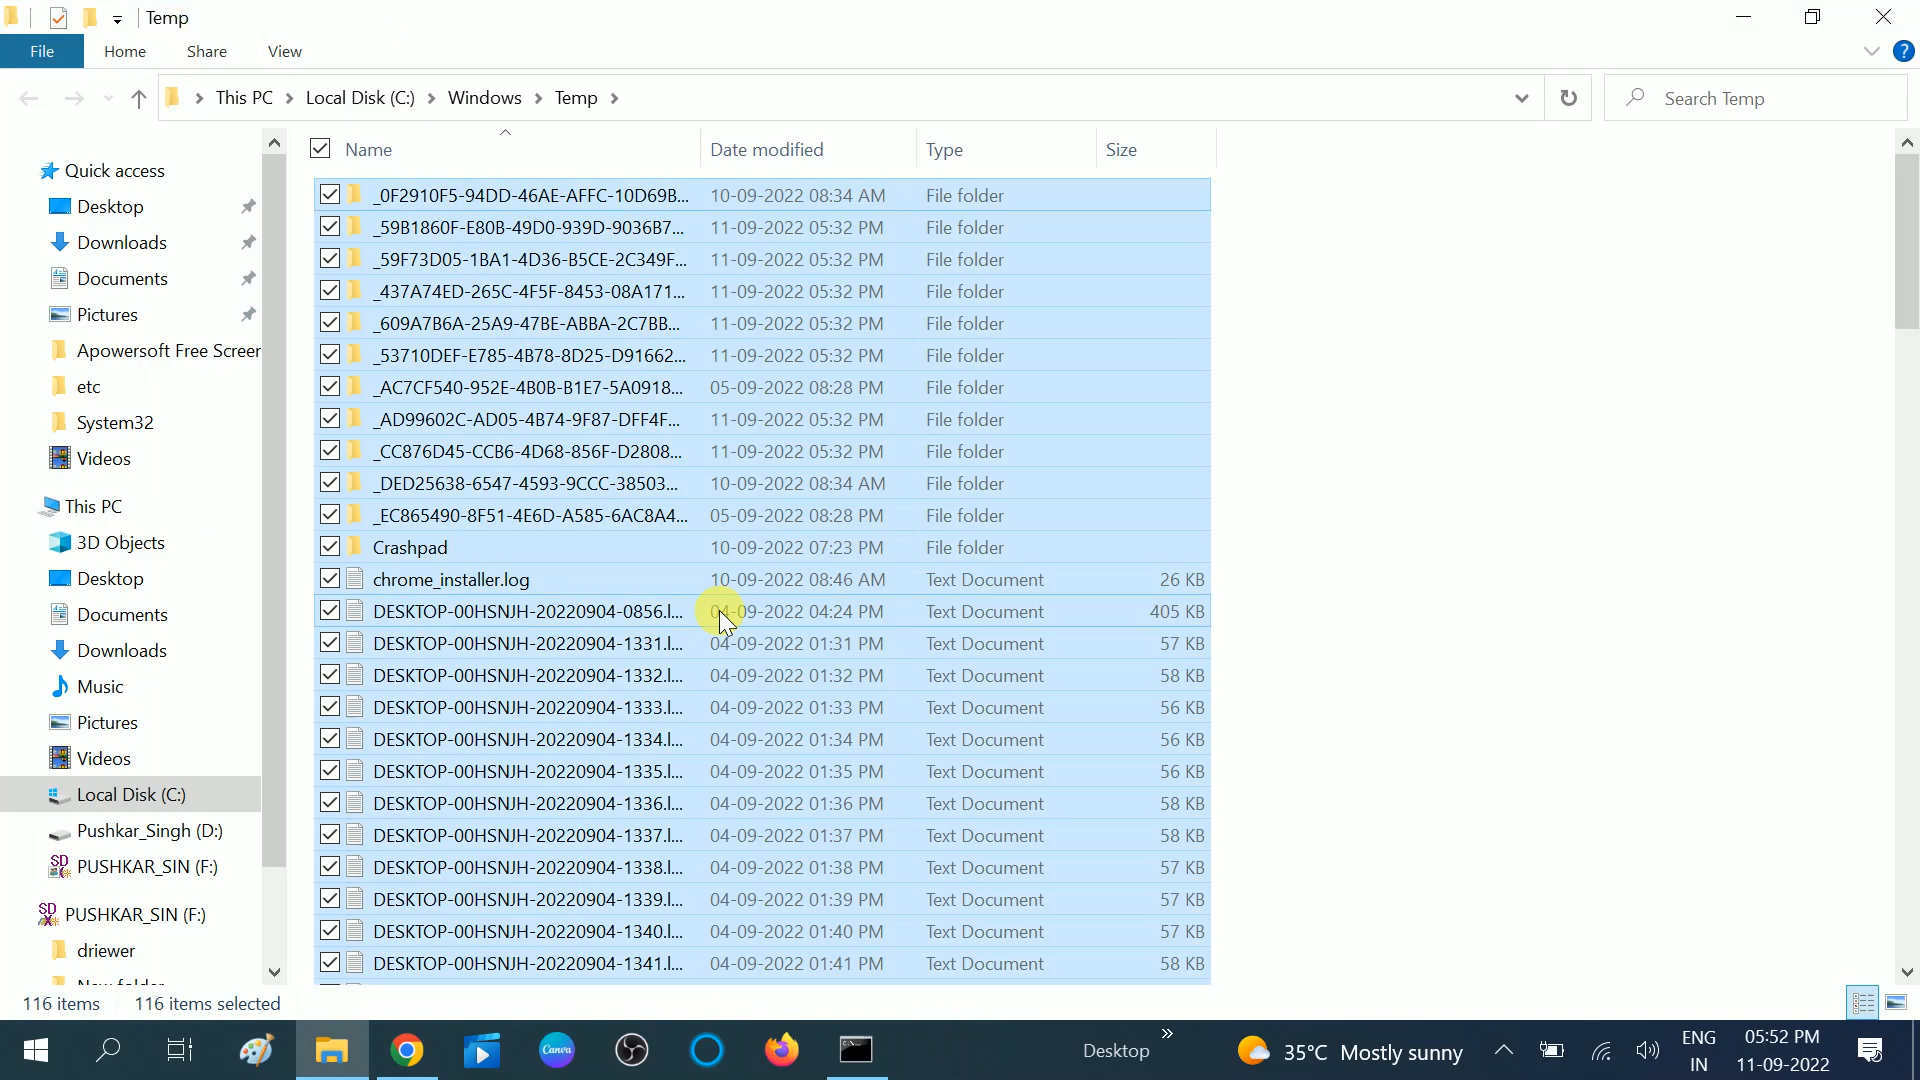 Temp
File Home Share View
This PC Local Disk (C:) Windows Temp
Search Temp
Name Date modified Type Size
Quick access
Desktop
Downloads
Documents
Pictures
Apowersoft Free Screer
etc
System32
Videos
This PC
3D Objects
Desktop
Documents
Downloads
Music
Pictures
Videos
Local Disk (C:)
Pushkar_Singh (D:)
PUSHKAR_SIN (F:)
PUSHKAR_SIN (F:)
driewer
_0F2910F5-94DD-46AE-AFFC-10D69B... 10-09-2022 08:34 AM File folder
_59B1860F-E80B-49D0-939D-9036B7... 11-09-2022 05:32 PM File folder
_59F73D05-1BA1-4D36-B5CE-2C349F... 11-09-2022 05:32 PM File folder
_437A74ED-265C-4F5F-8453-08A171... 11-09-2022 05:32 PM File folder
_609A7B6A-25A9-47BE-ABBA-2C7BB... 11-09-2022 05:32 PM File folder
_53710DEF-E785-4B78-8D25-D91662... 11-09-2022 05:32 PM File folder
_AC7CF540-952E-4B0B-B1E7-5A0918... 05-09-2022 08:28 PM File folder
_AD99602C-AD05-4B74-9F87-DFF4F... 11-09-2022 05:32 PM File folder
_CC876D45-CCB6-4D68-856F-D2808... 11-09-2022 05:32 PM File folder
_DED25638-6547-4593-9CCC-38503... 10-09-2022 08:34 AM File folder
_EC865490-8F51-4E6D-A585-6AC8A4... 05-09-2022 08:28 PM File folder
Crashpad 10-09-2022 07:23 PM File folder
chrome_installer.log 10-09-2022 08:46 AM Text Document 26 KB
DESKTOP-00HSNJH-20220904-0856.l... 04-09-2022 04:24 PM Text Document 405 KB
DESKTOP-00HSNJH-20220904-1331.l... 04-09-2022 01:31 PM Text Document 57 KB
DESKTOP-00HSNJH-20220904-1332.l... 04-09-2022 01:32 PM Text Document 58 KB
DESKTOP-00HSNJH-20220904-1333.l... 04-09-2022 01:33 PM Text Document 56 KB
DESKTOP-00HSNJH-20220904-1334.l... 04-09-2022 01:34 PM Text Document 56 KB
DESKTOP-00HSNJH-20220904-1335.l... 04-09-2022 01:35 PM Text Document 56 KB
DESKTOP-00HSNJH-20220904-1336.l... 04-09-2022 01:36 PM Text Document 58 KB
DESKTOP-00HSNJH-20220904-1337.l... 04-09-2022 01:37 PM Text Document 58 KB
DESKTOP-00HSNJH-20220904-1338.l... 04-09-2022 01:38 PM Text Document 57 KB
DESKTOP-00HSNJH-20220904-1339.l... 04-09-2022 01:39 PM Text Document 57 KB
DESKTOP-00HSNJH-20220904-1340.l... 04-09-2022 01:40 PM Text Document 57 KB
DESKTOP-00HSNJH-20220904-1341.l... 04-09-2022 01:41 PM Text Document 58 KB
116 items 116 items selected
Canva
Desktop
35°C Mostly sunny
ENG
IN
05:52 PM
11-09-2022